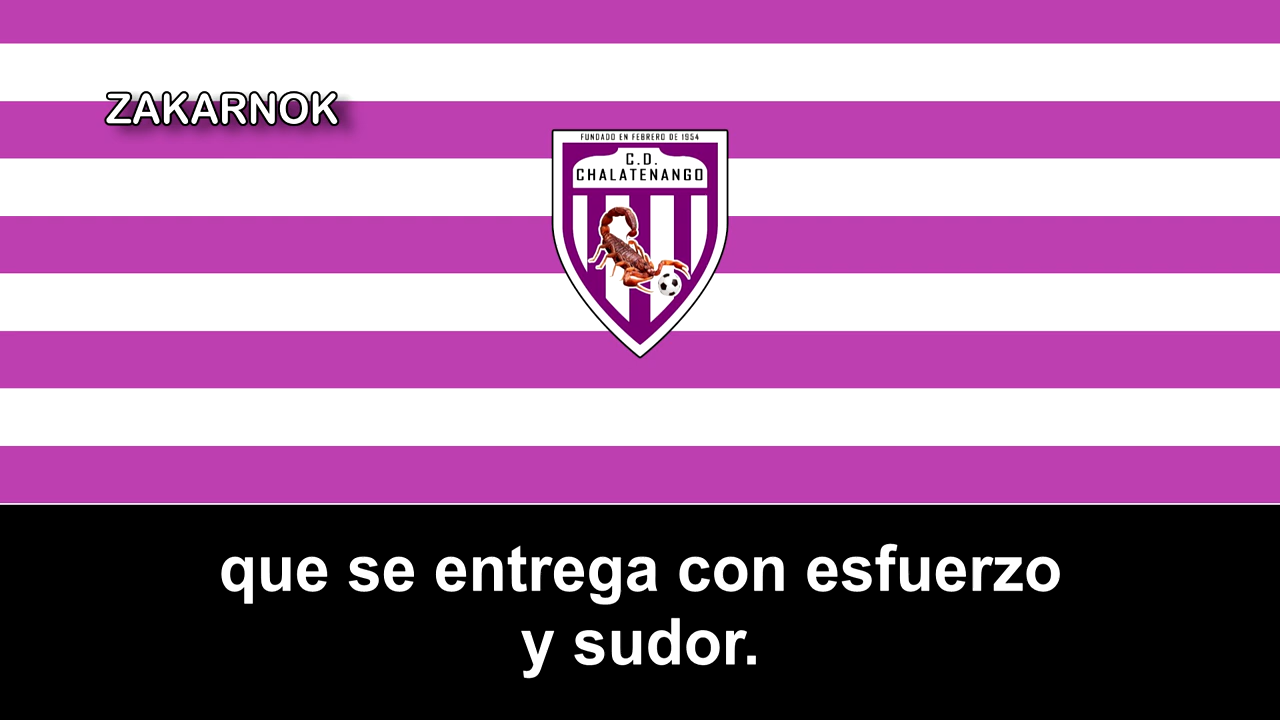 ZAKARNOK
FUNDADO EN FEBRERO DE 1954
C.D.
CHALATENANGO
que se entrega con esfuerzo
y sudor.